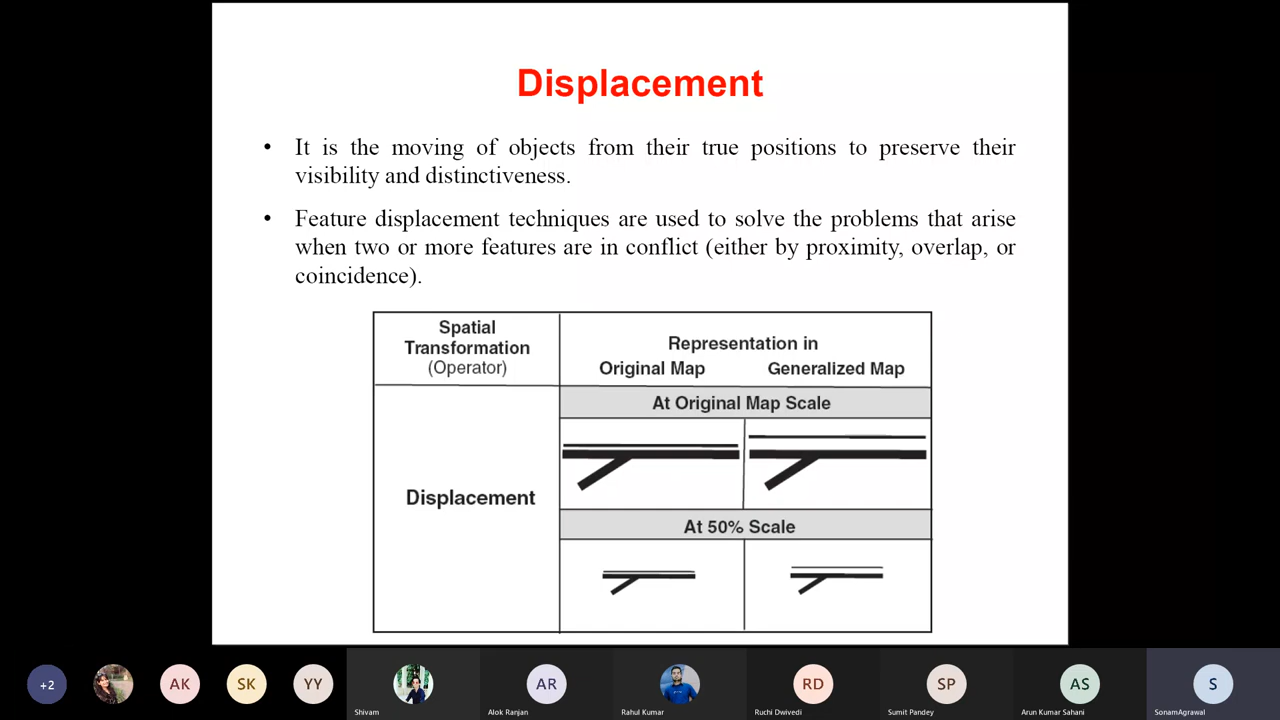 Displacement
• It is the moving of objects from their true positions to preserve their
visibility and distinctiveness.
• Feature displacement techniques are used to solve the problems that arise
when two or more features are in conflict (either by proximity, overlap, or
coincidence).
Spatial
Transformation
(Operator)
Representation in
Original Map Generalized Map
At Original Map Scale
Displacement
At 50% Scale
+2 AK SK YY AR RD SP AS S
Shivam Alok Ranjan Rahul Kumar Ruchi Dwivedi Sumit Pandey Arun Kumar Sahani SonamAgrawal